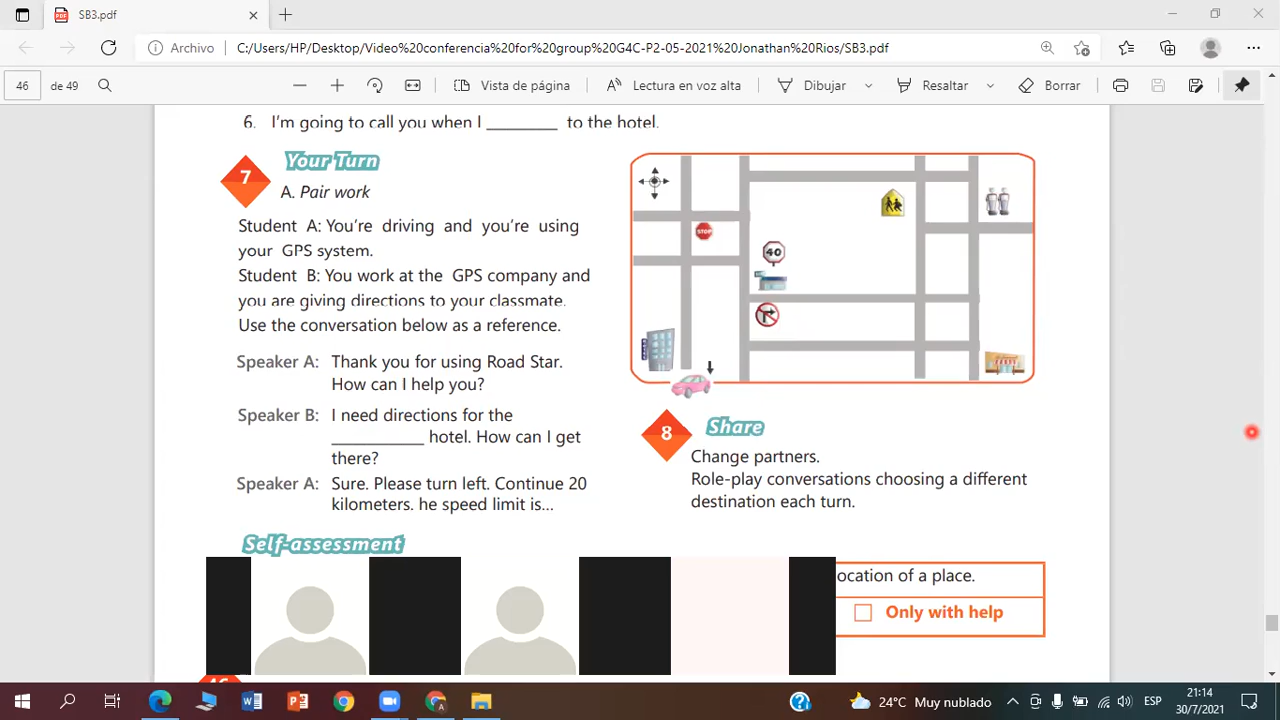 SB3.pdf
Archivo
C:/Users/HP/Desktop/Video%20conferencia%20for%20group%20G4C-P2-05-2021%20Jonathan%20Rios/SB3.pdf
46
de 49
Vista de página
Lectura en voz alta
Dibujar
Resaltar
Borrar
6. I'm going to call you when I ________ to the hotel.
7
Your Turn
A. Pair work
Student A: You're driving and you're using
your GPS system.
Student B: You work at the GPS company and
you are giving directions to your classmate.
Use the conversation below as a reference.
Speaker A: Thank you for using Road Star.
How can I help you?
Speaker B: I need directions for the
___________ hotel. How can I get
there?
Speaker A: Sure. Please turn left. Continue 20
kilometers. he speed limit is...
STOP
40
8
Share
Change partners.
Role-play conversations choosing a different
destination each turn.
Self-assessment
ocation of a place.
Only with help
24°C Muy nublado
ESP
21:14
30/7/2021